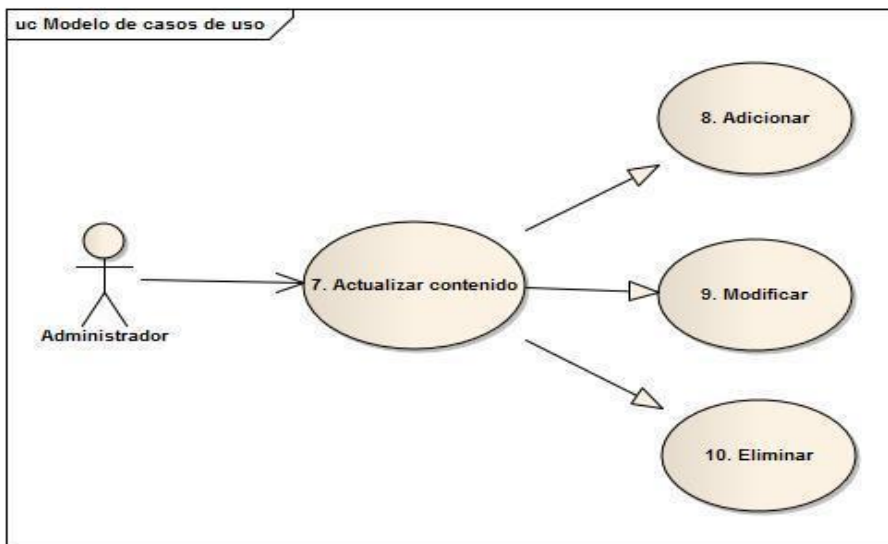 uc Modelo de casos de uso
8. Adicionar
7. Actualizar contenido
9. Modificar
Administrador
10. Eliminar